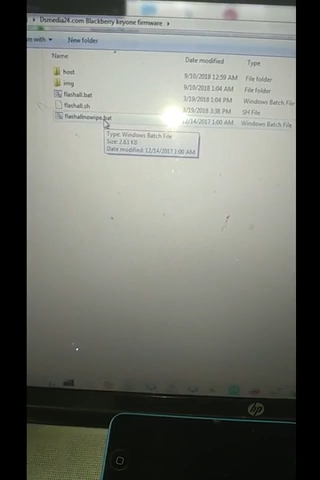 ▸ Dsmedia24.com Blackberry keyone firmware ▸
en with ▾ New folder
Name Date modified Type
host 9/10/2018 12:59 AM File folder
img 9/10/2018 1:04 AM File folder
flashall.bat 3/19/2018 1:04 PM Windows Batch File
flashall.sh 3/19/2018 3:38 PM SH File
flashallnowipe.bat 12/14/2017 1:00 AM Windows Batch File
Type: Windows Batch File
Size: 2.83 KB
Date modified: 12/14/2017 1:00 AM
hp